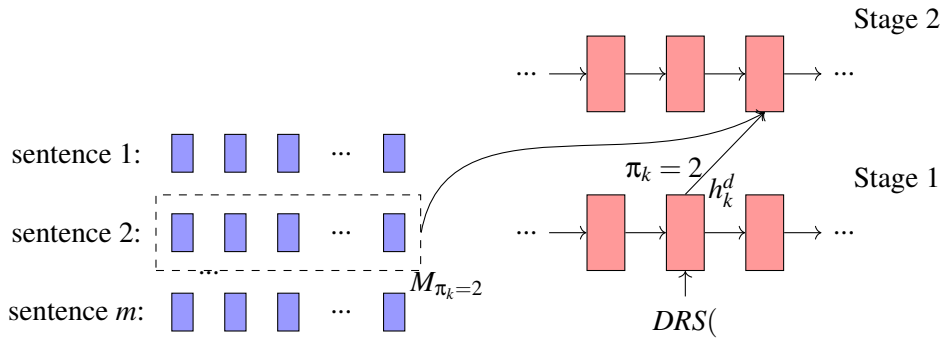 Stage 2
... ...
sentence 1: ...
π_k = 2
h_k^d
Stage 1
sentence 2: ...
... ...
...
M_{π_k=2}
sentence m: ...
DRS(